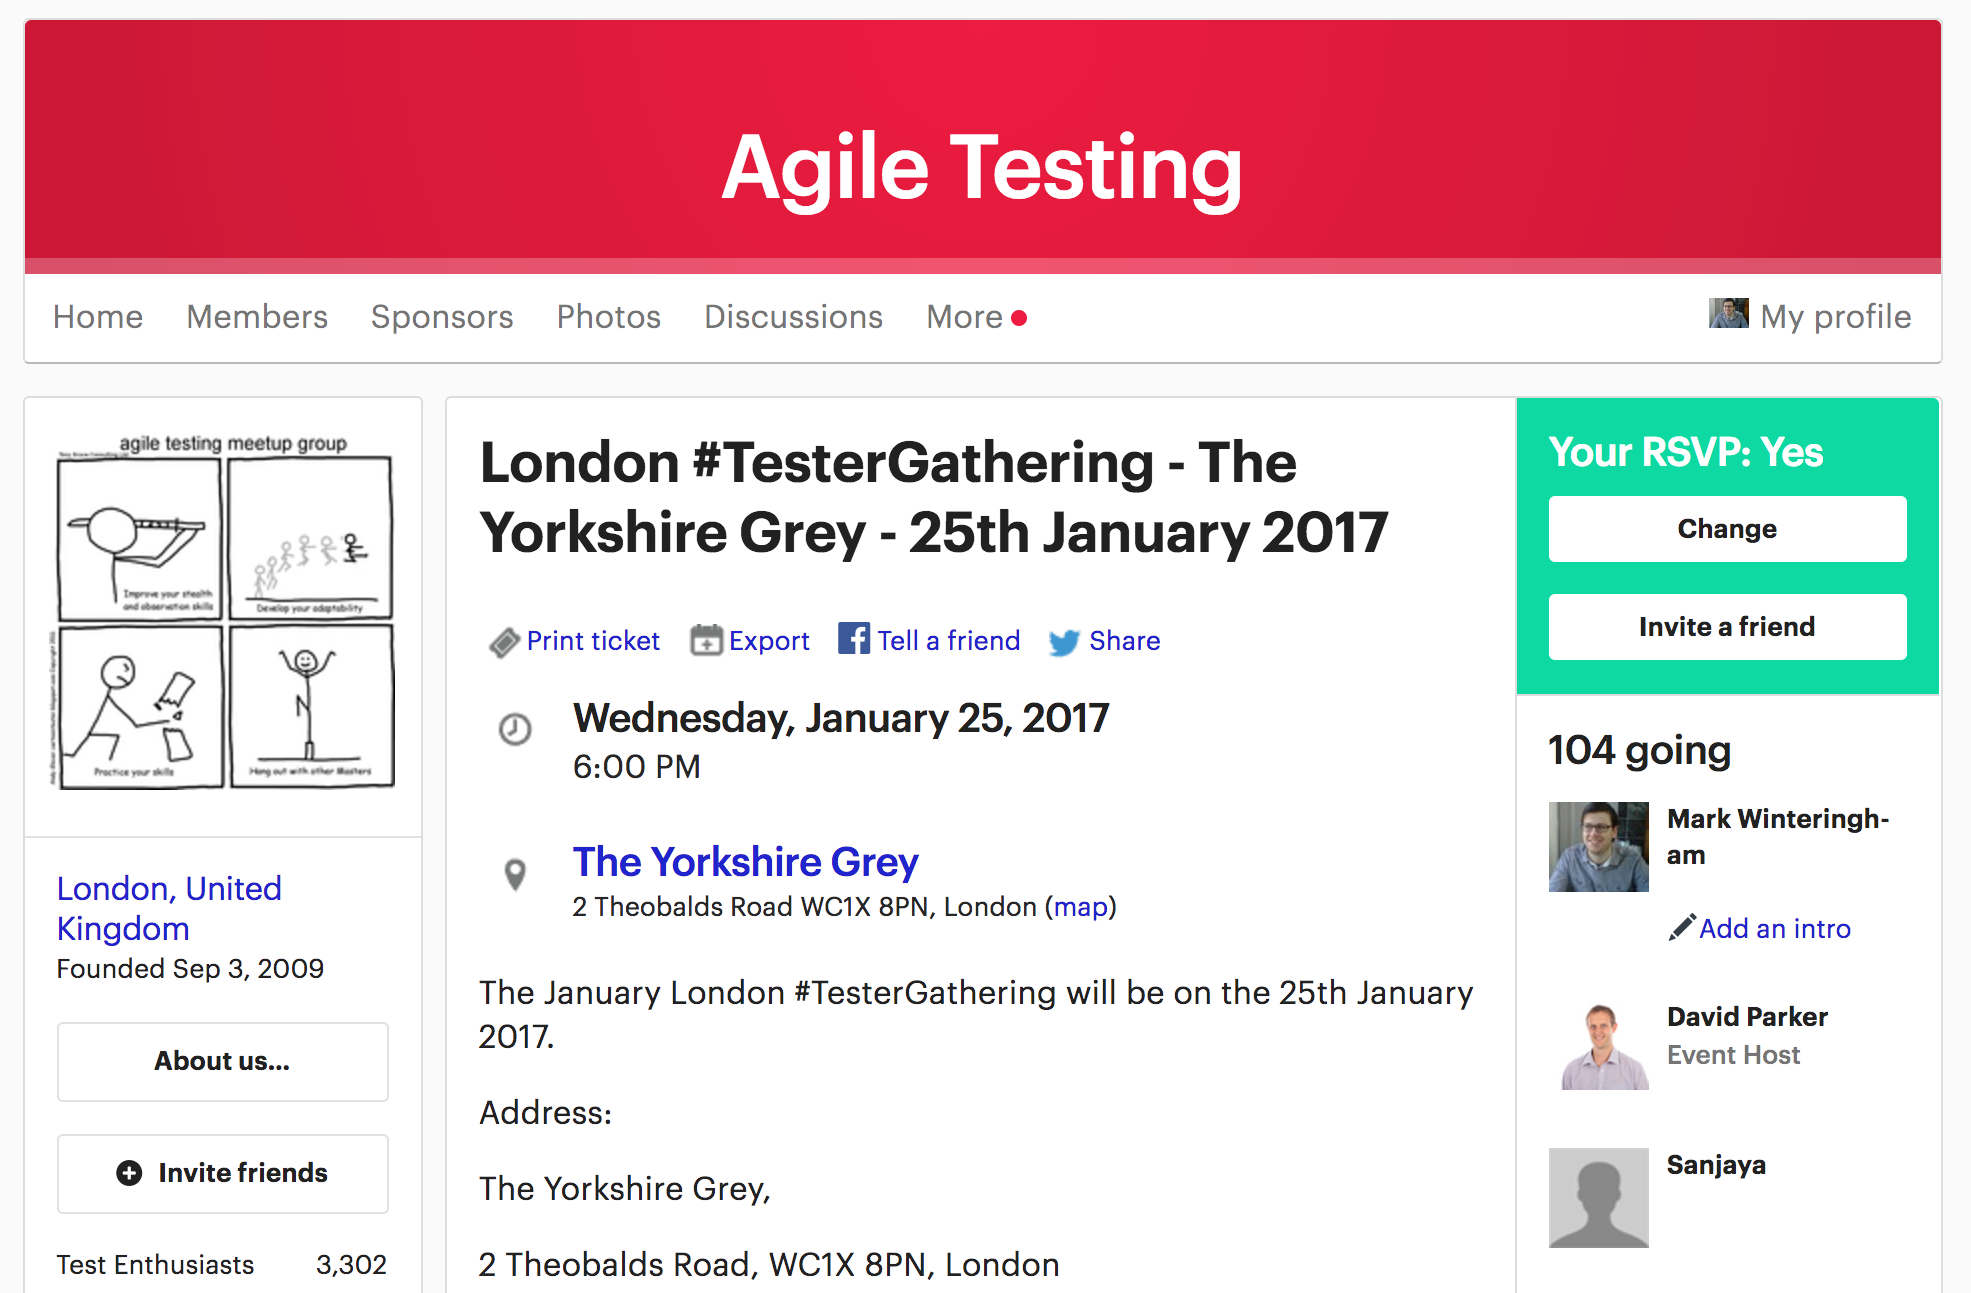 Agile Testing
Home Members Sponsors Photos Discussions More My profile
agile testing meetup group
Improve your stealth
and observation skills
Develop your adaptability
Practice your skills
Hang out with other Masters
London, United
Kingdom
Founded Sep 3, 2009
About us...
Invite friends
Test Enthusiasts 3,302
London #TesterGathering - The
Yorkshire Grey - 25th January 2017
Print ticket Export Tell a friend Share
Wednesday, January 25, 2017
6:00 PM
The Yorkshire Grey
2 Theobalds Road WC1X 8PN, London (map)
The January London #TesterGathering will be on the 25th January
2017.
Address:
The Yorkshire Grey,
2 Theobalds Road, WC1X 8PN, London
Your RSVP: Yes
Change
Invite a friend
104 going
Mark Winteringh-
am
Add an intro
David Parker
Event Host
Sanjaya